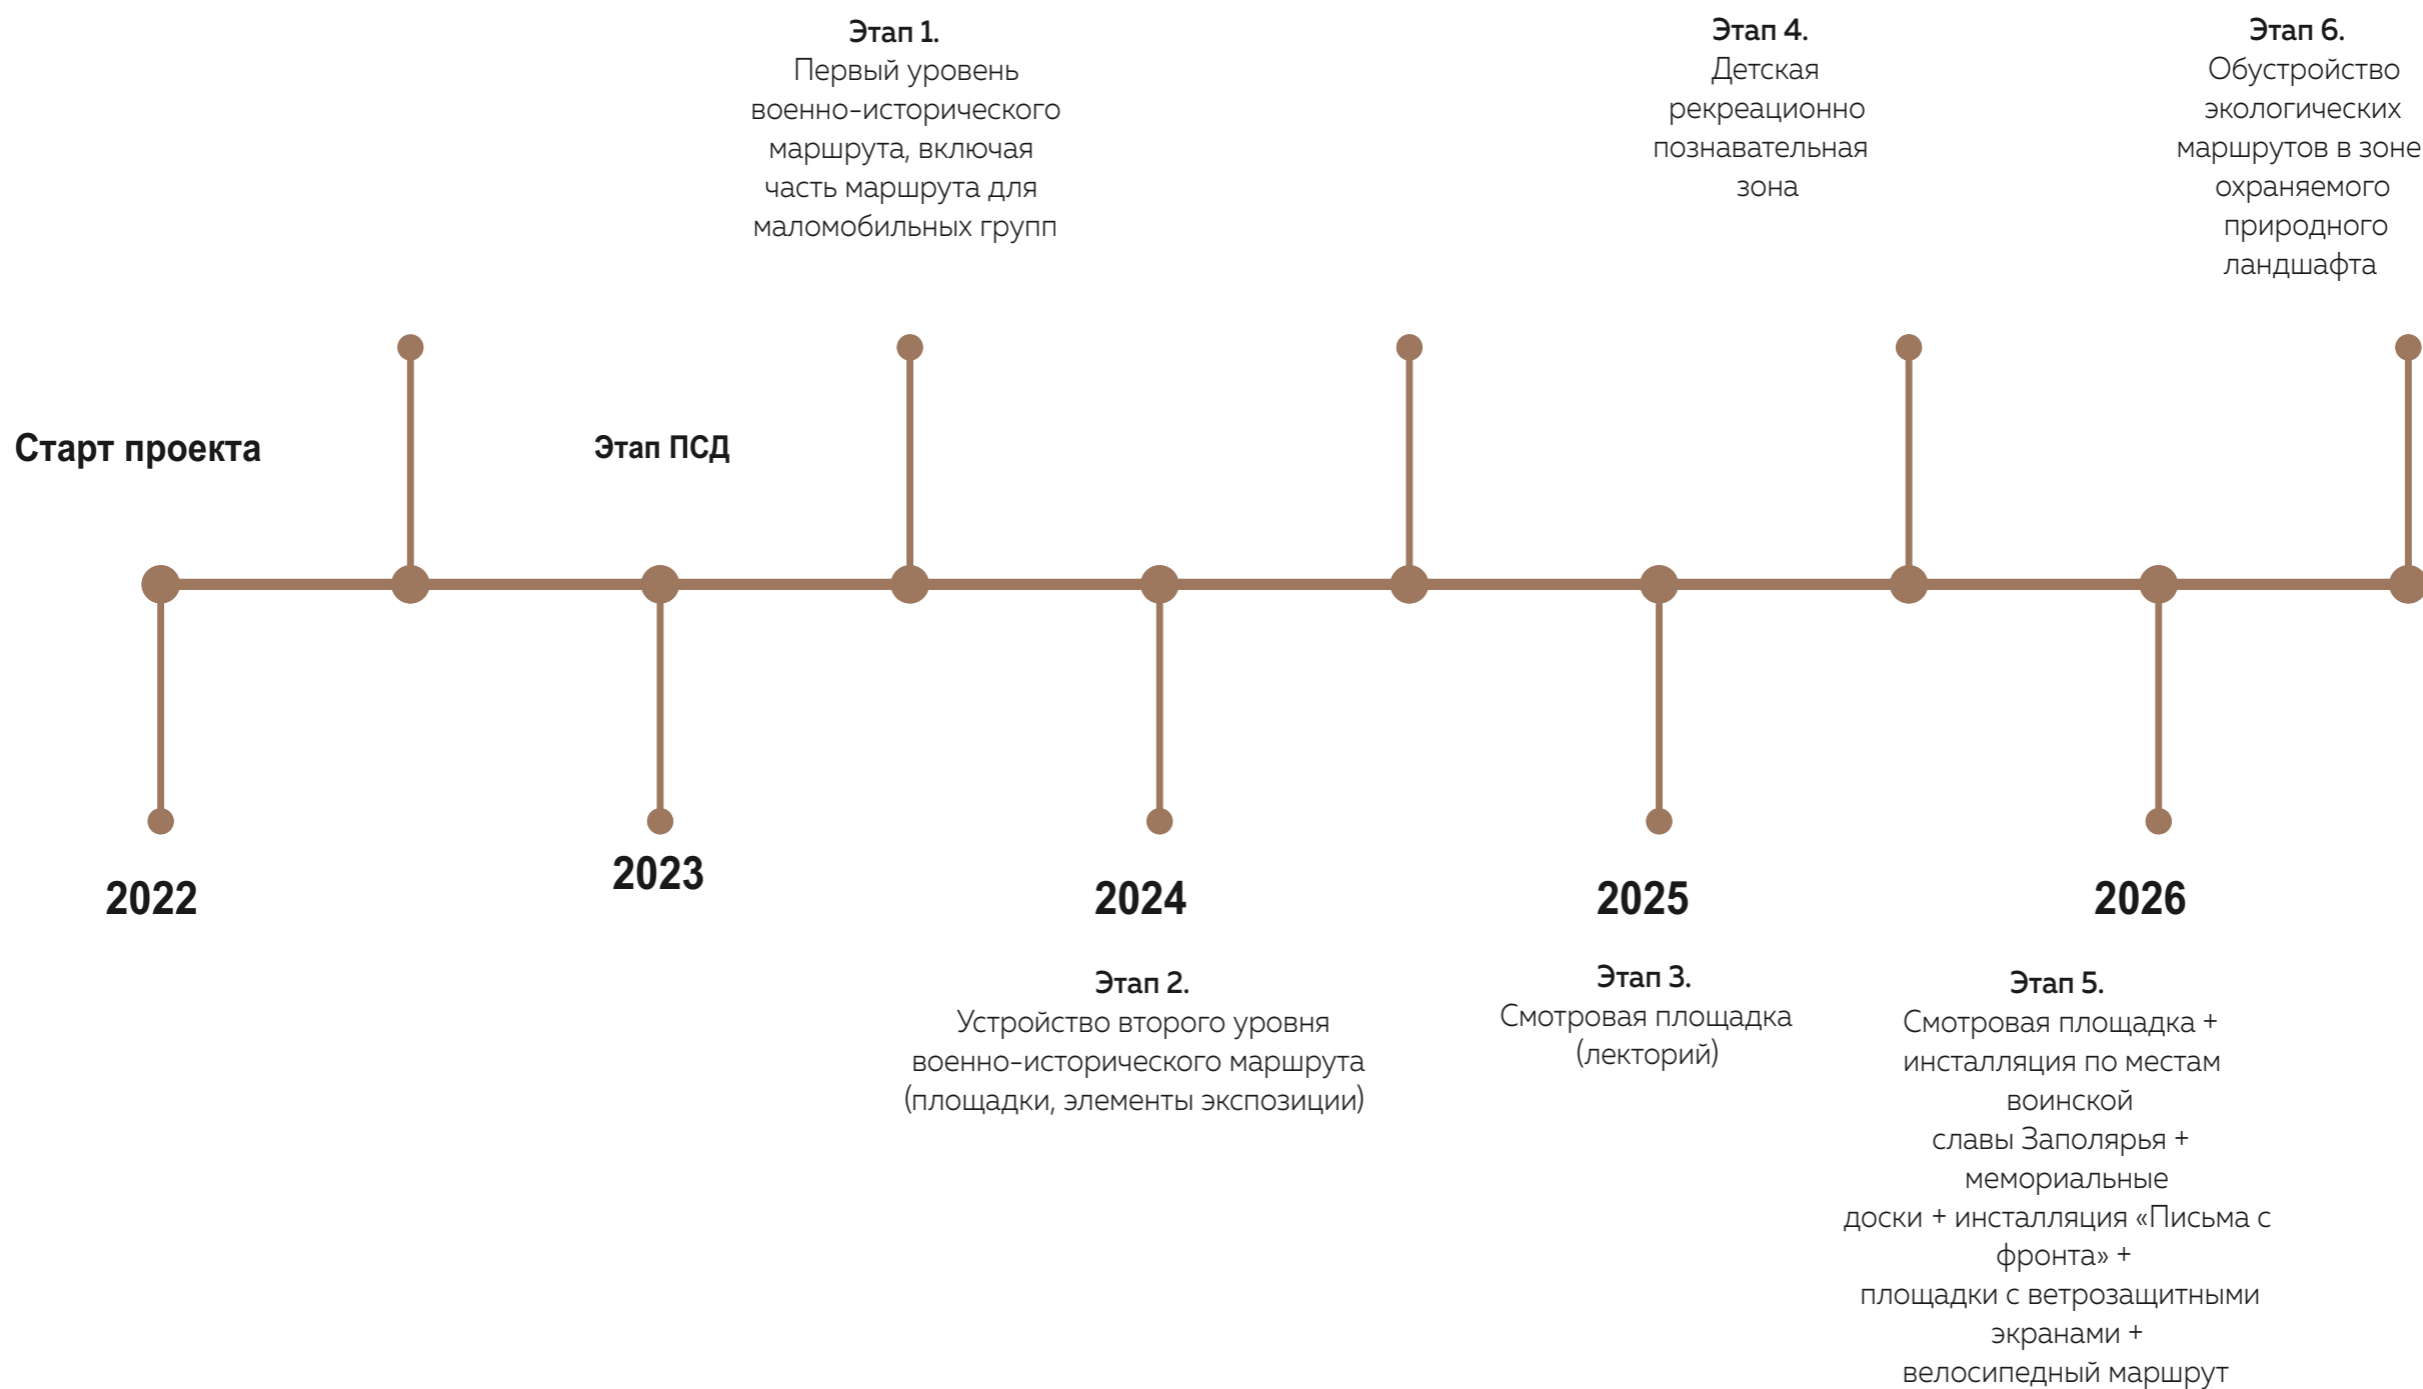 Этап 1.
Первый уровень
военно-исторического
маршрута, включая
часть маршрута для
маломобильных групп
Этап 4.
Детская
рекреационно
познавательная
зона
Этап 6.
Обустройство
экологических
маршрутов в зоне
охраняемого
природного
ландшафта
Старт проекта
Этап ПСД
2022
2023
2024
2025
2026
Этап 2.
Устройство второго уровня
военно-исторического маршрута
(площадки, элементы экспозиции)
Этап 3.
Смотровая площадка
(лекторий)
Этап 5.
Смотровая площадка +
инсталляция по местам
воинской
славы Заполярья +
мемориальные
доски + инсталляция «Письма с
фронта» +
площадки с ветрозащитными
экранами +
велосипедный маршрут